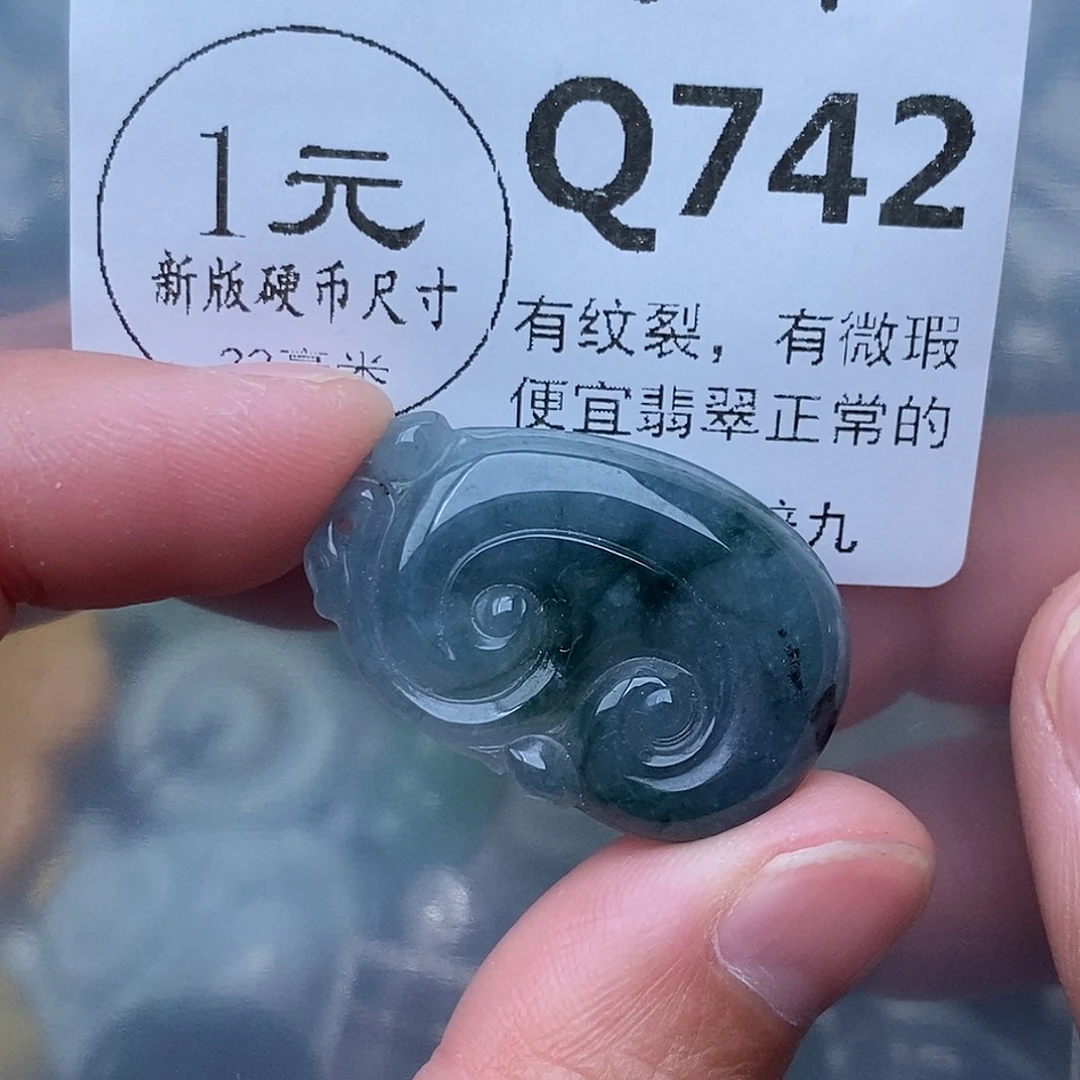 1元
新版硬币尺寸
Q742
有纹裂，有微瑕
便宜翡翠正常的
九